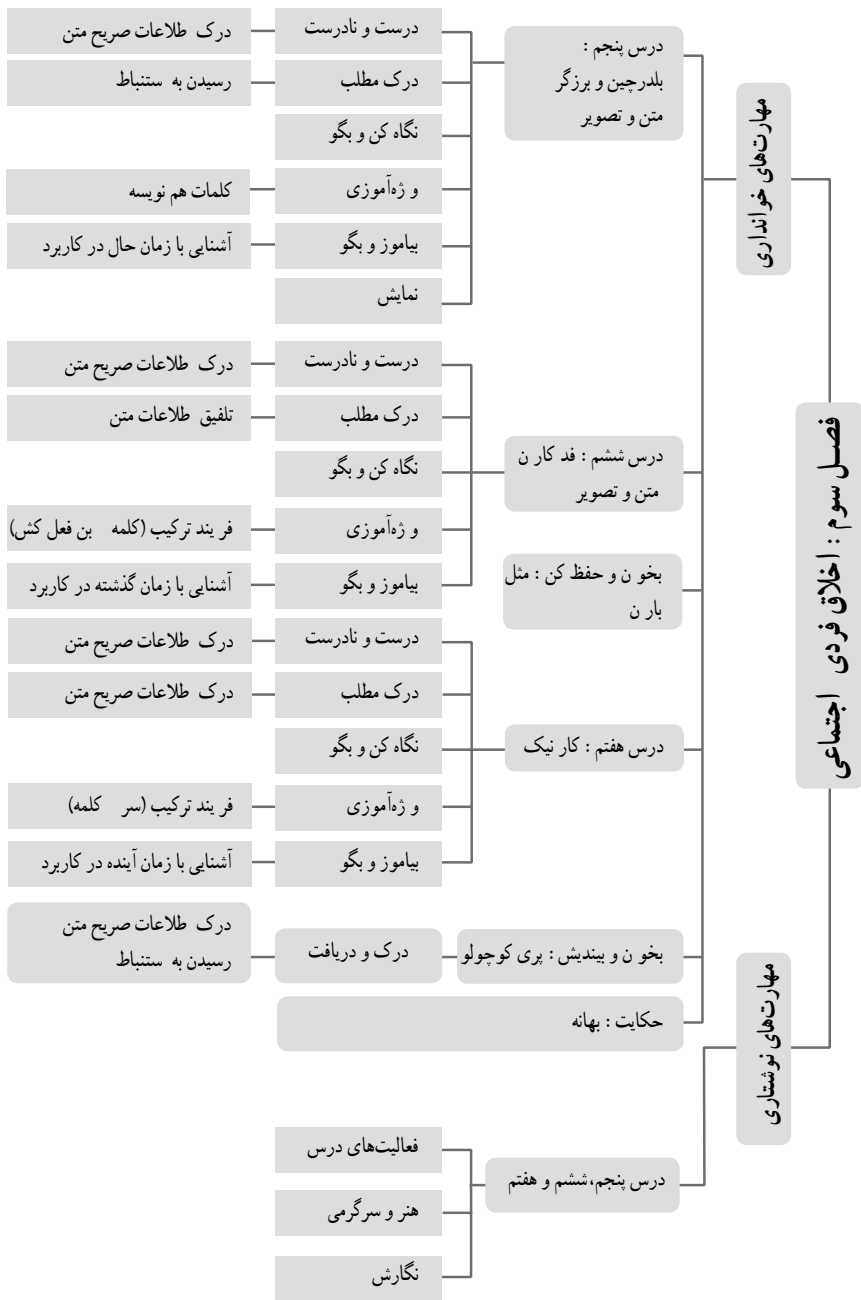 فصل سوم : اخلاق فردی اجتماعی
مهارت‌های خوانداری
درس پنجم :
بلدرچین و برزگر
متن و تصویر
درست و نادرست
درک طلاعات صریح متن
درک مطلب
رسیدن به ستنباط
نگاه کن و بگو
و ژه‌آموزی
کلمات هم نویسه
بیاموز و بگو
آشنایی با زمان حال در کاربرد
نمایش
درس ششم : فد کار ن
متن و تصویر
درست و نادرست
درک طلاعات صریح متن
درک مطلب
تلفیق طلاعات متن
نگاه کن و بگو
و ژه‌آموزی
فر یند ترکیب (کلمه بن فعل کش)
بیاموز و بگو
آشنایی با زمان گذشته در کاربرد
بخو ن و حفظ کن : مثل
بار ن
درس هفتم : کار نیک
درست و نادرست
درک طلاعات صریح متن
درک مطلب
درک طلاعات صریح متن
نگاه کن و بگو
و ژه‌آموزی
فر یند ترکیب (سر کلمه)
بیاموز و بگو
آشنایی با زمان آینده در کاربرد
بخو ن و بیندیش : پری کوچولو
درک و دریافت
درک طلاعات صریح متن
رسیدن به ستنباط
حکایت : بهانه
مهارت‌های نوشتاری
درس پنجم،ششم و هفتم
فعالیت‌های درس
هنر و سرگرمی
نگارش